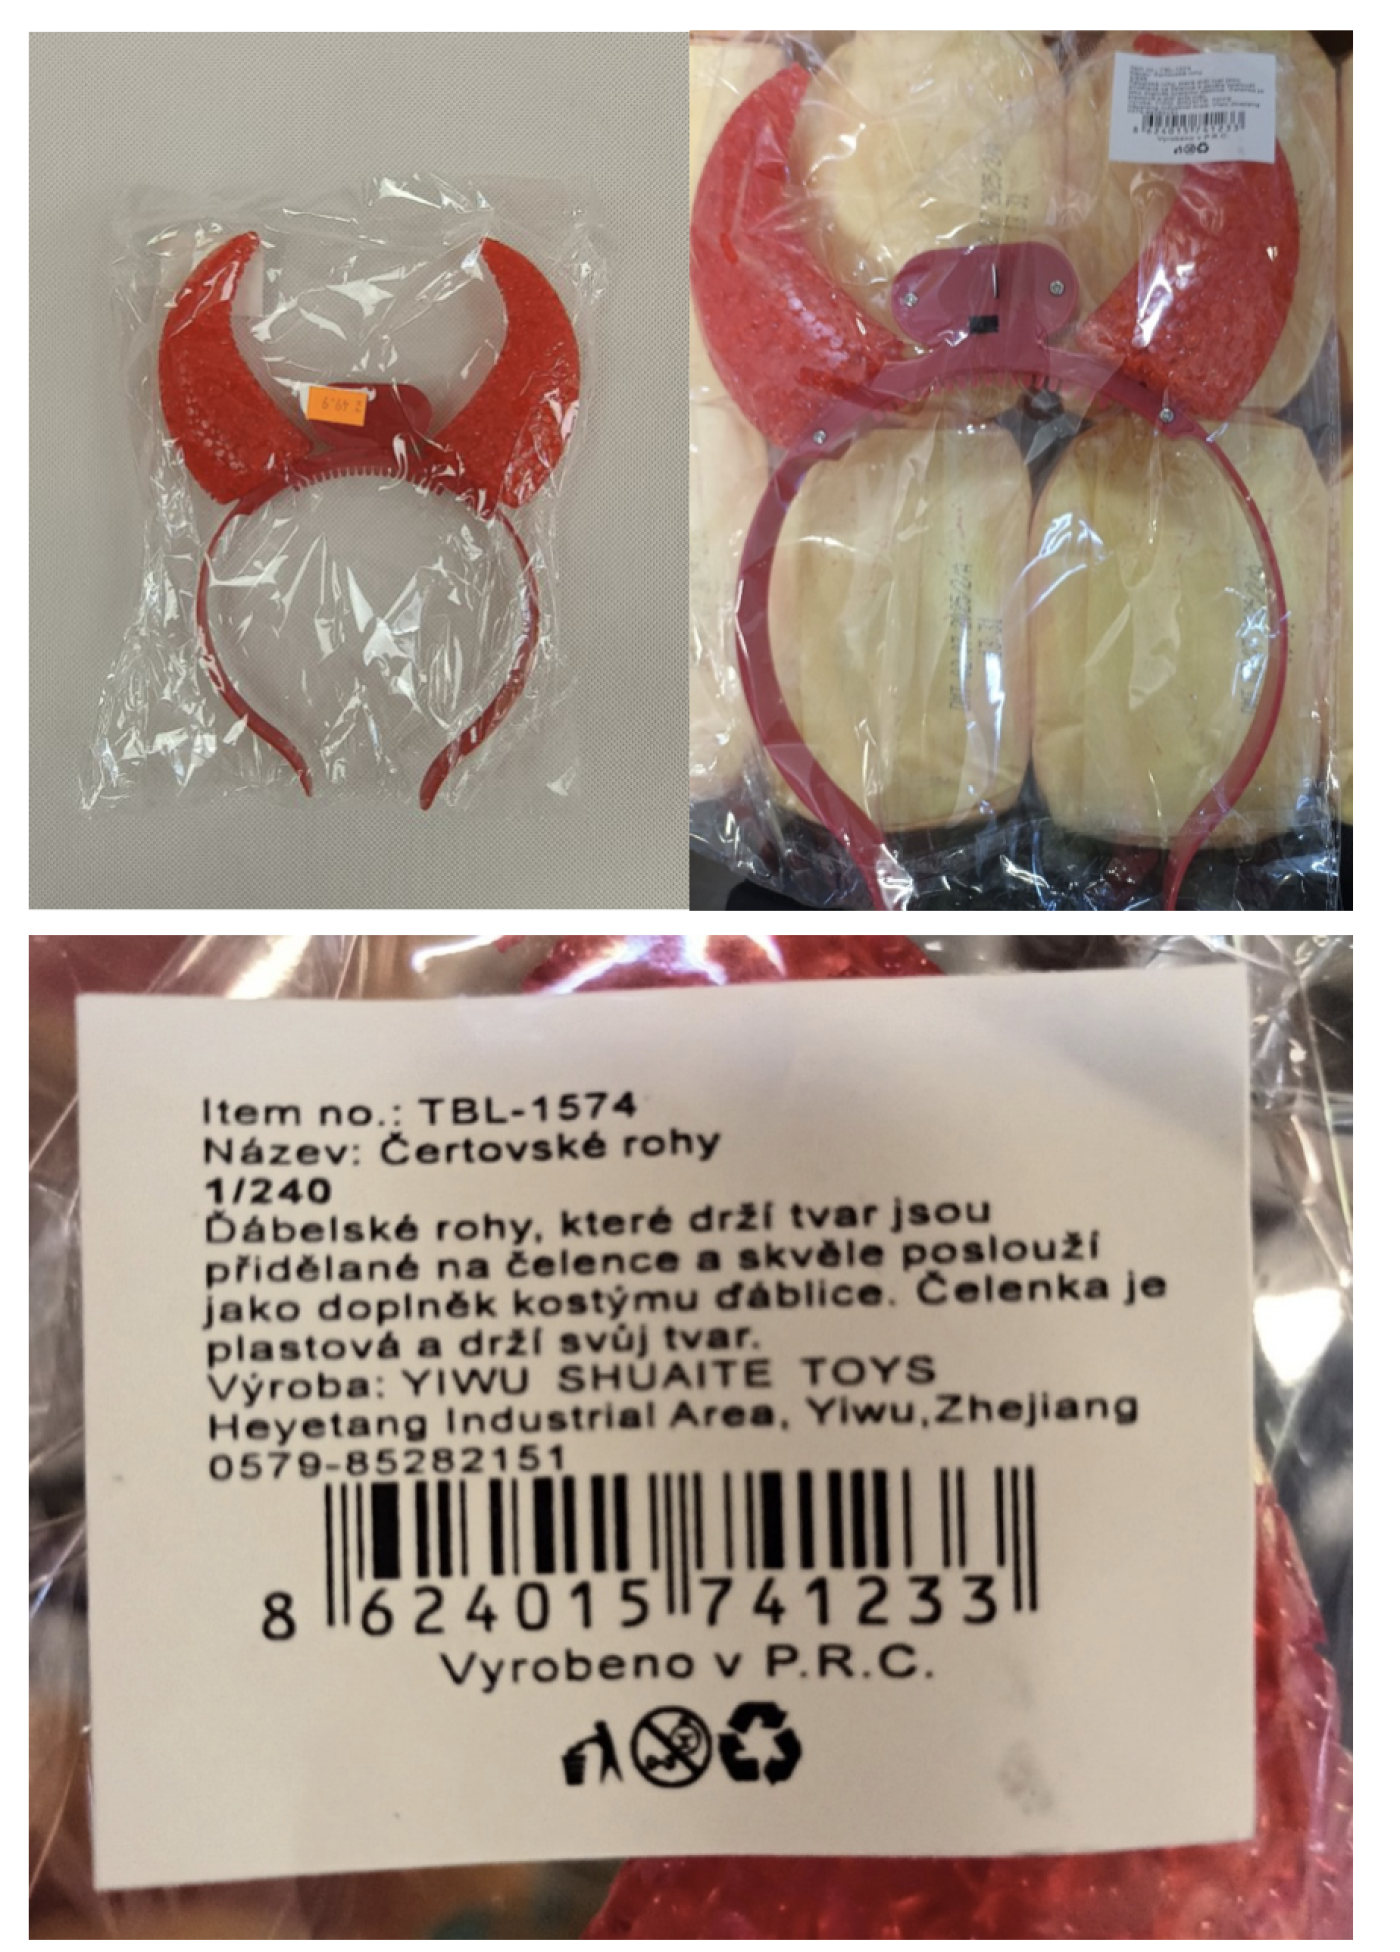 Item no.: TBL-1574
Název: Čertovské rohy
1/240
Ďábelské rohy, které drží tvar jsou
přidělané na čelence a skvěle poslouží
jako doplněk kostýmu ďáblice. Čelenka je
plastová a drží svůj tvar.
Výroba: YIWU SHUAITE TOYS
Heyetang Industrial Area, Yiwu,Zhejiang
0579-85282151
8 624015 741233
Vyrobeno v P.R.C.